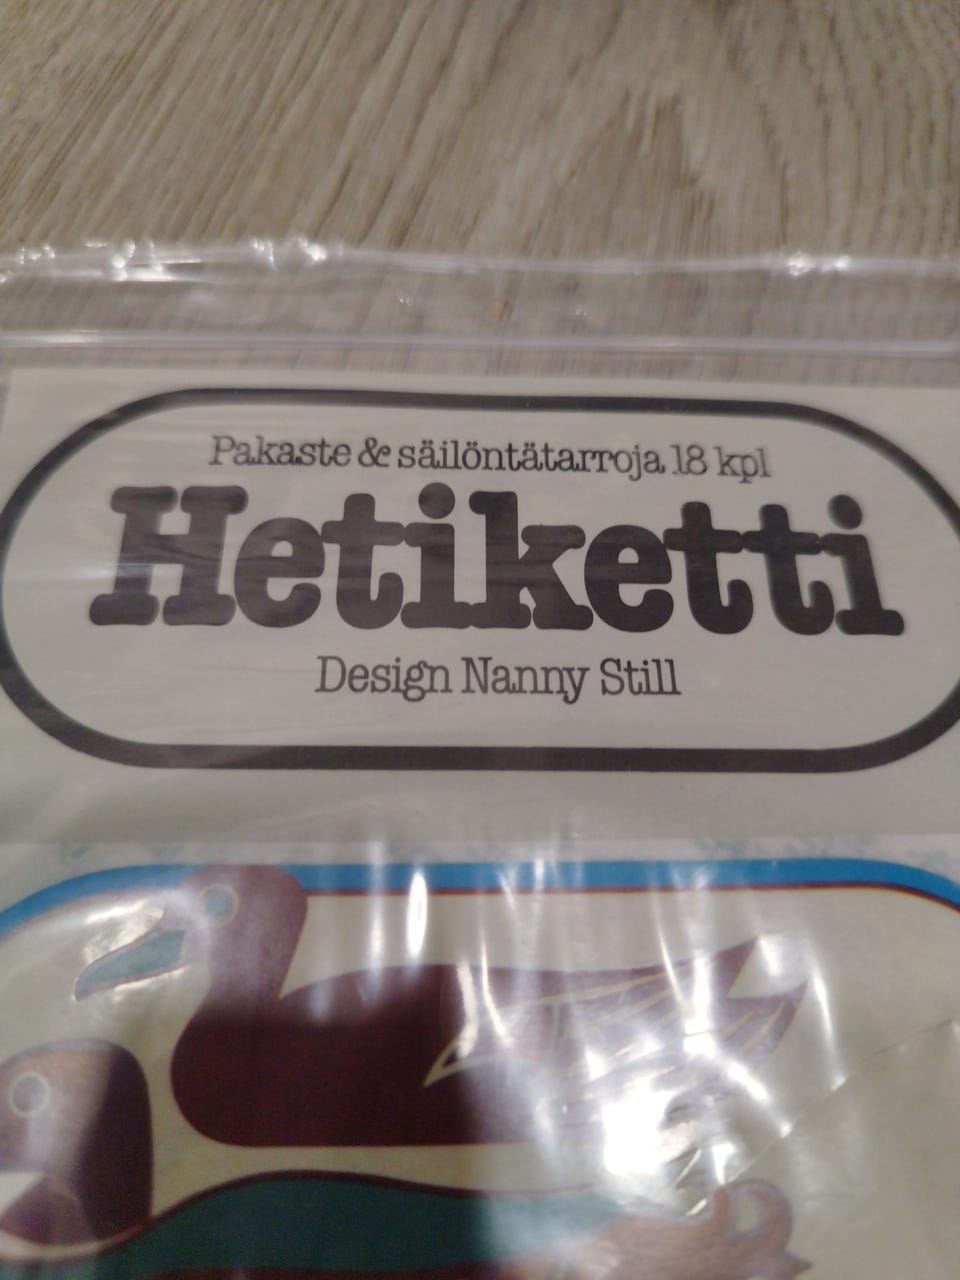 Pakaste & säilöntätarroja 18 kpl
Hetiketti
Design Nanny Still